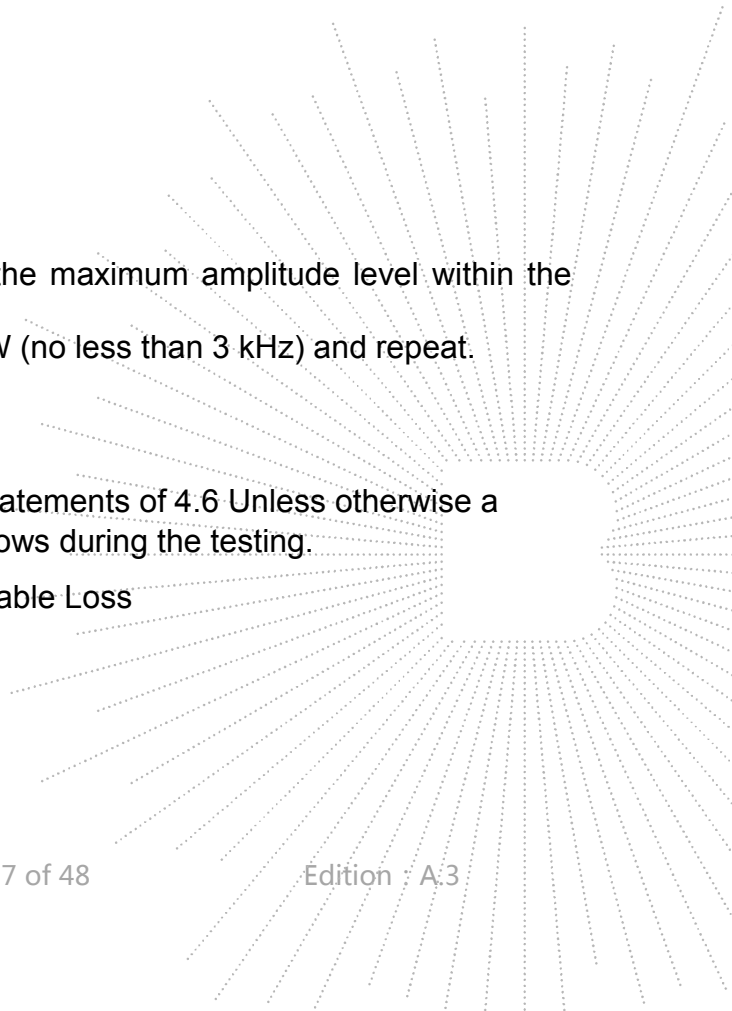 the maximum amplitude level within the
(no less than 3 kHz) and repeat.
atements of 4.6 Unless otherwise a
ows during the testing.
able Loss
7 of 48 Edition : A.3